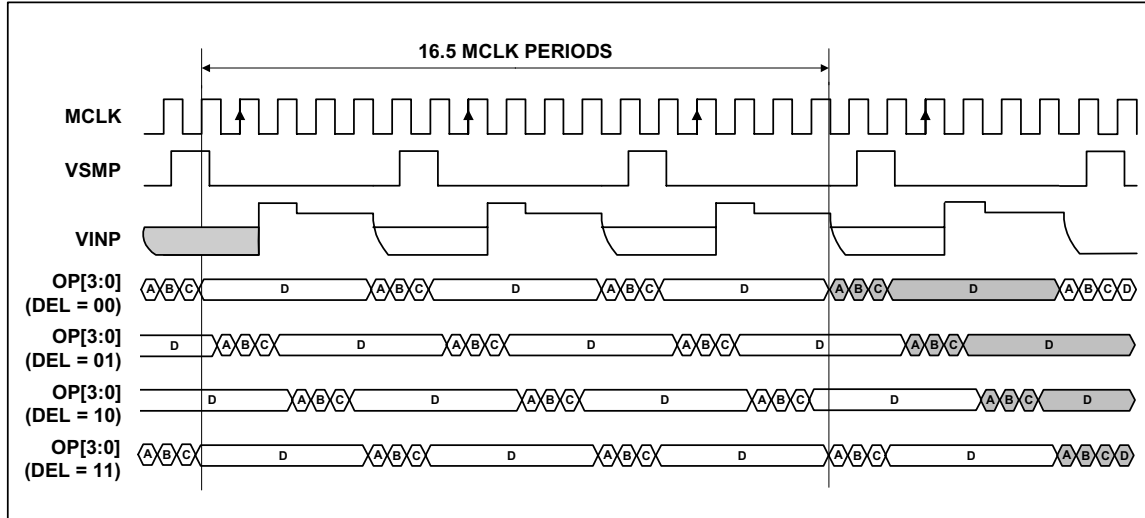 16.5 MCLK PERIODS
MCLK
VSMP
VINP
OP[3:0]
(DEL = 00)
A B C D A B C D A B C D A B C D A B C D
OP[3:0]
(DEL = 01)
D A B C D A B C D A B C D A B C D
OP[3:0]
(DEL = 10)
D A B C D A B C D A B C D A B C D
OP[3:0]
(DEL = 11)
A B C D A B C D A B C D A B C D A B C D